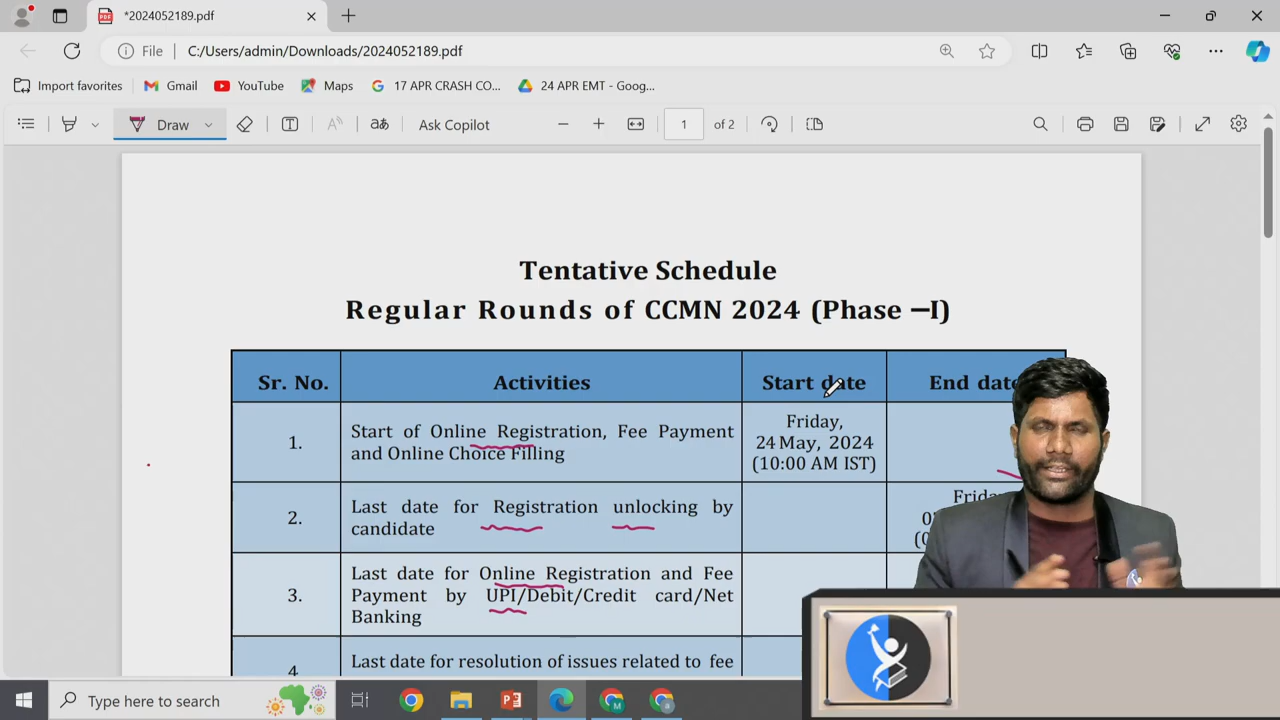 *2024052189.pdf
File
C:/Users/admin/Downloads/2024052189.pdf
Import favorites
Gmail
YouTube
Maps
17 APR CRASH CO...
24 APR EMT - Goog...
Draw
aあ
Ask Copilot
1
of 2
Tentative Schedule
Regular Rounds of CCMN 2024 (Phase –I)
Sr. No.
Activities
Start date
End date
1.
Start of Online Registration, Fee Payment
and Online Choice Filling
Friday,
24 May, 2024
(10:00 AM IST)
2.
Last date for Registration unlocking by
candidate
3.
Last date for Online Registration and Fee
Payment by UPI/Debit/Credit card/Net
Banking
4
Last date for resolution of issues related to fee
Type here to search